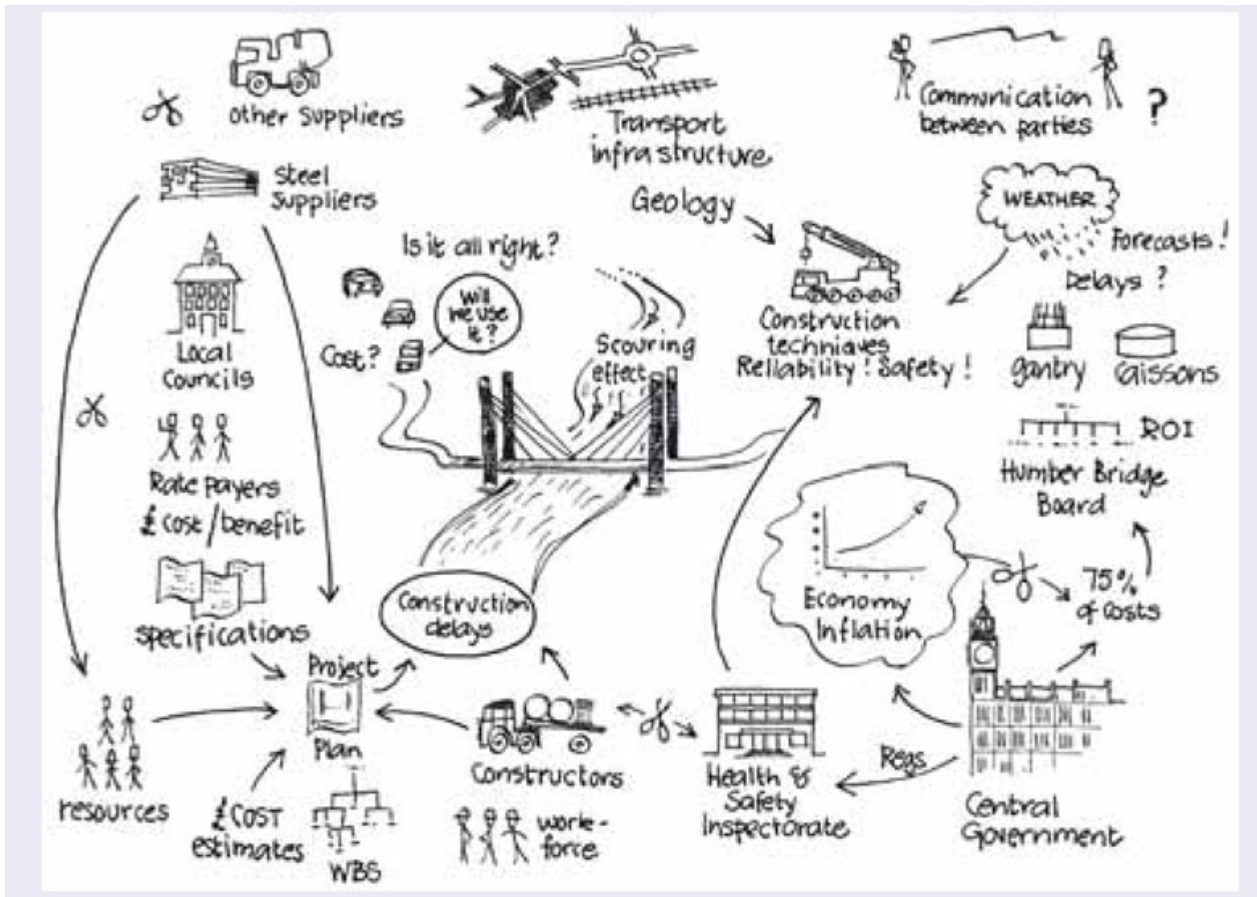 other suppliers
Steel
Suppliers
Local
Councils
Rate payers
£ Cost / benefit
specifications
resources
£ COST
estimates
Project
Plan
WBS
Is it all right?
Will
we use
it?
Cost?
Transport
infrastructure
Geology
Scouring
effect
Construction
delays
Constructors
work-
force
Communication
between parties
?
WEATHER
Forecasts!
Delays?
Construction
techniques
Reliability! Safety!
gantry
Caissons
ROI
Humber Bridge
Board
Economy
Inflation
75%
of costs
Health &
Safety
Inspectorate
Regs
Central
Government